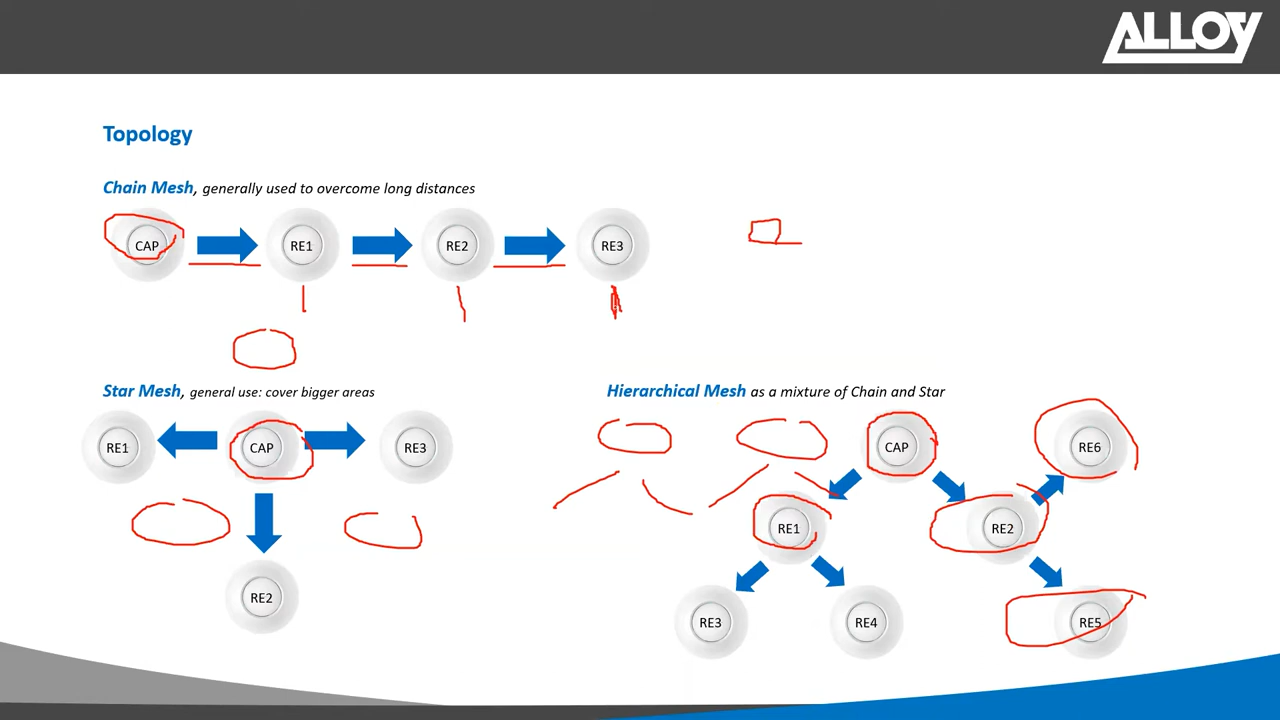 ALLOY
Topology
Chain Mesh, generally used to overcome long distances
CAP RE1 RE2 RE3
Star Mesh, general use: cover bigger areas
RE1 CAP RE3
RE2
Hierarchical Mesh as a mixture of Chain and Star
CAP RE6
RE1 RE2
RE3 RE4 RE5